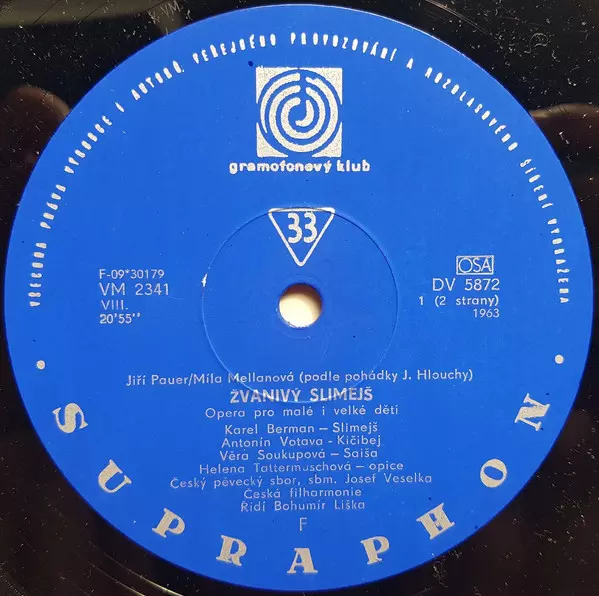 VŠECHNA PRÁVA VÝROBCE I AUTORŮ, VEŘEJNÉHO PROVOZOVÁNÍ A ROZHLASOVÉHO ŠÍŘENÍ VYHRAŽENA
gramofonový klub
33
F-09*30179
VM 2341
VIII.
20'55''
OSA
DV 5872
1 (2 strany)
1963
Jiří Pauer/Míla Mellanová (podle pohádky J. Hlouchy)
ŽVANIVÝ SLIMEJŠ
Opera pro malé i velké děti
Karel Berman – Slimejš
Antonín Votava - Kičibej
Věra Soukupová – Saiša
Helena Tattermuschová – opice
Český pěvecký sbor, sbm. Josef Veselka
Česká filharmonie
Řídí Bohumír Liška
F
• SUPRAPHON •